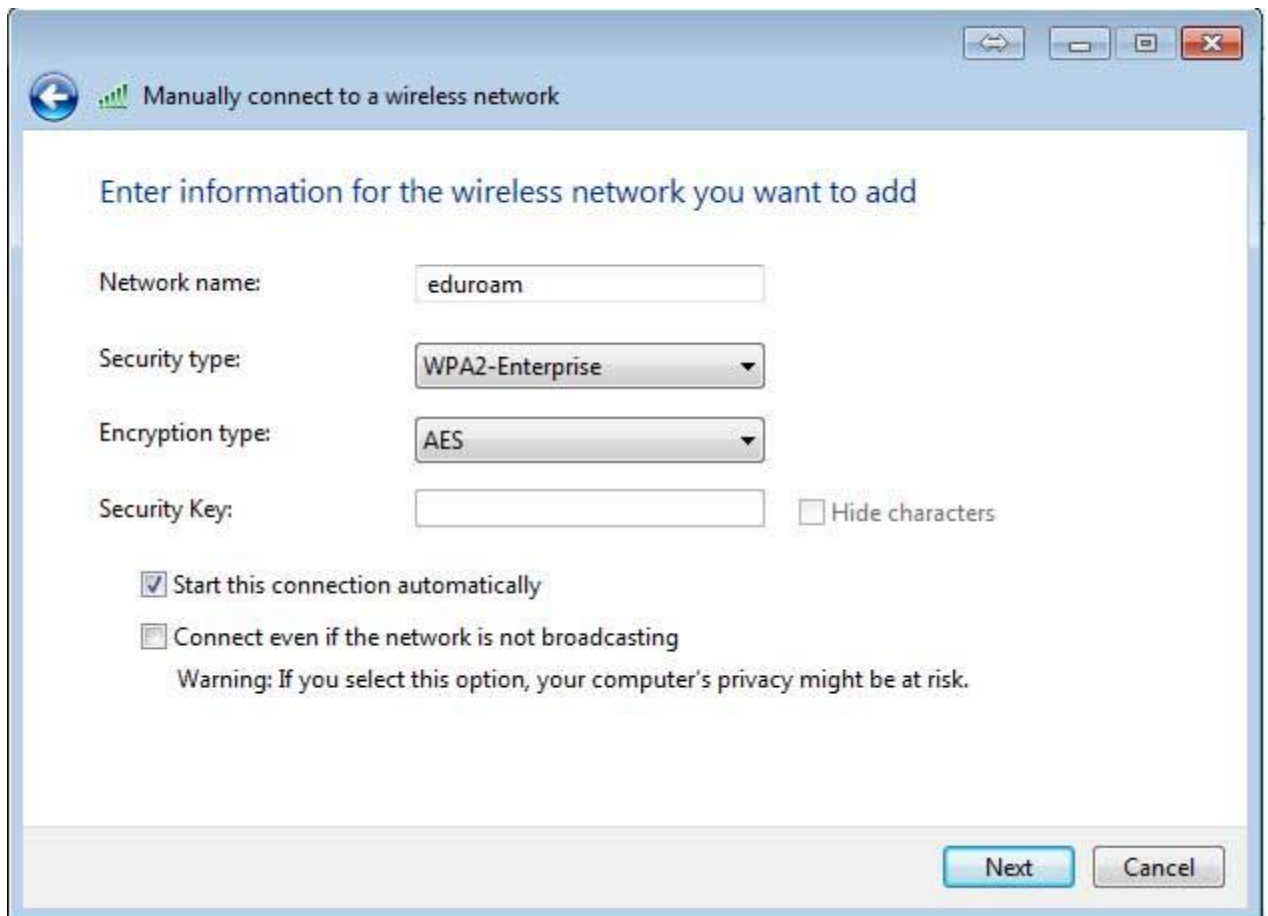 Manually connect to a wireless network
Enter information for the wireless network you want to add
Network name:
eduroam
Security type:
WPA2-Enterprise
Encryption type:
AES
Security Key:
Hide characters
Start this connection automatically
Connect even if the network is not broadcasting
Warning: If you select this option, your computer's privacy might be at risk.
Next
Cancel